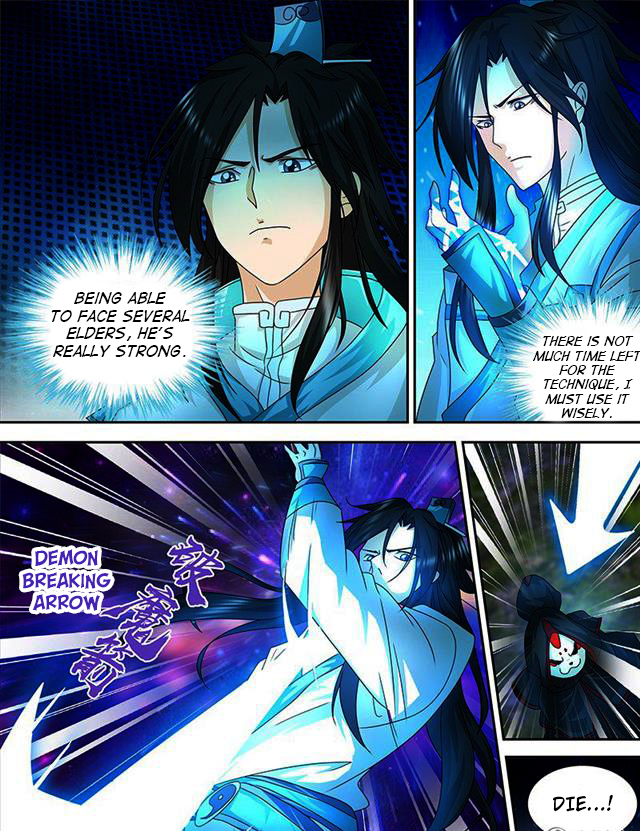 BEING ABLE
TO FACE SEVERAL
ELDERS, HE'S
REALLY STRONG.
THERE IS NOT
MUCH TIME LEFT
FOR THE
TECHNIQUE, I
MUST USE IT
WISELY.
DEMON
BREAKING
ARROW
碎魔箭
DIE...!